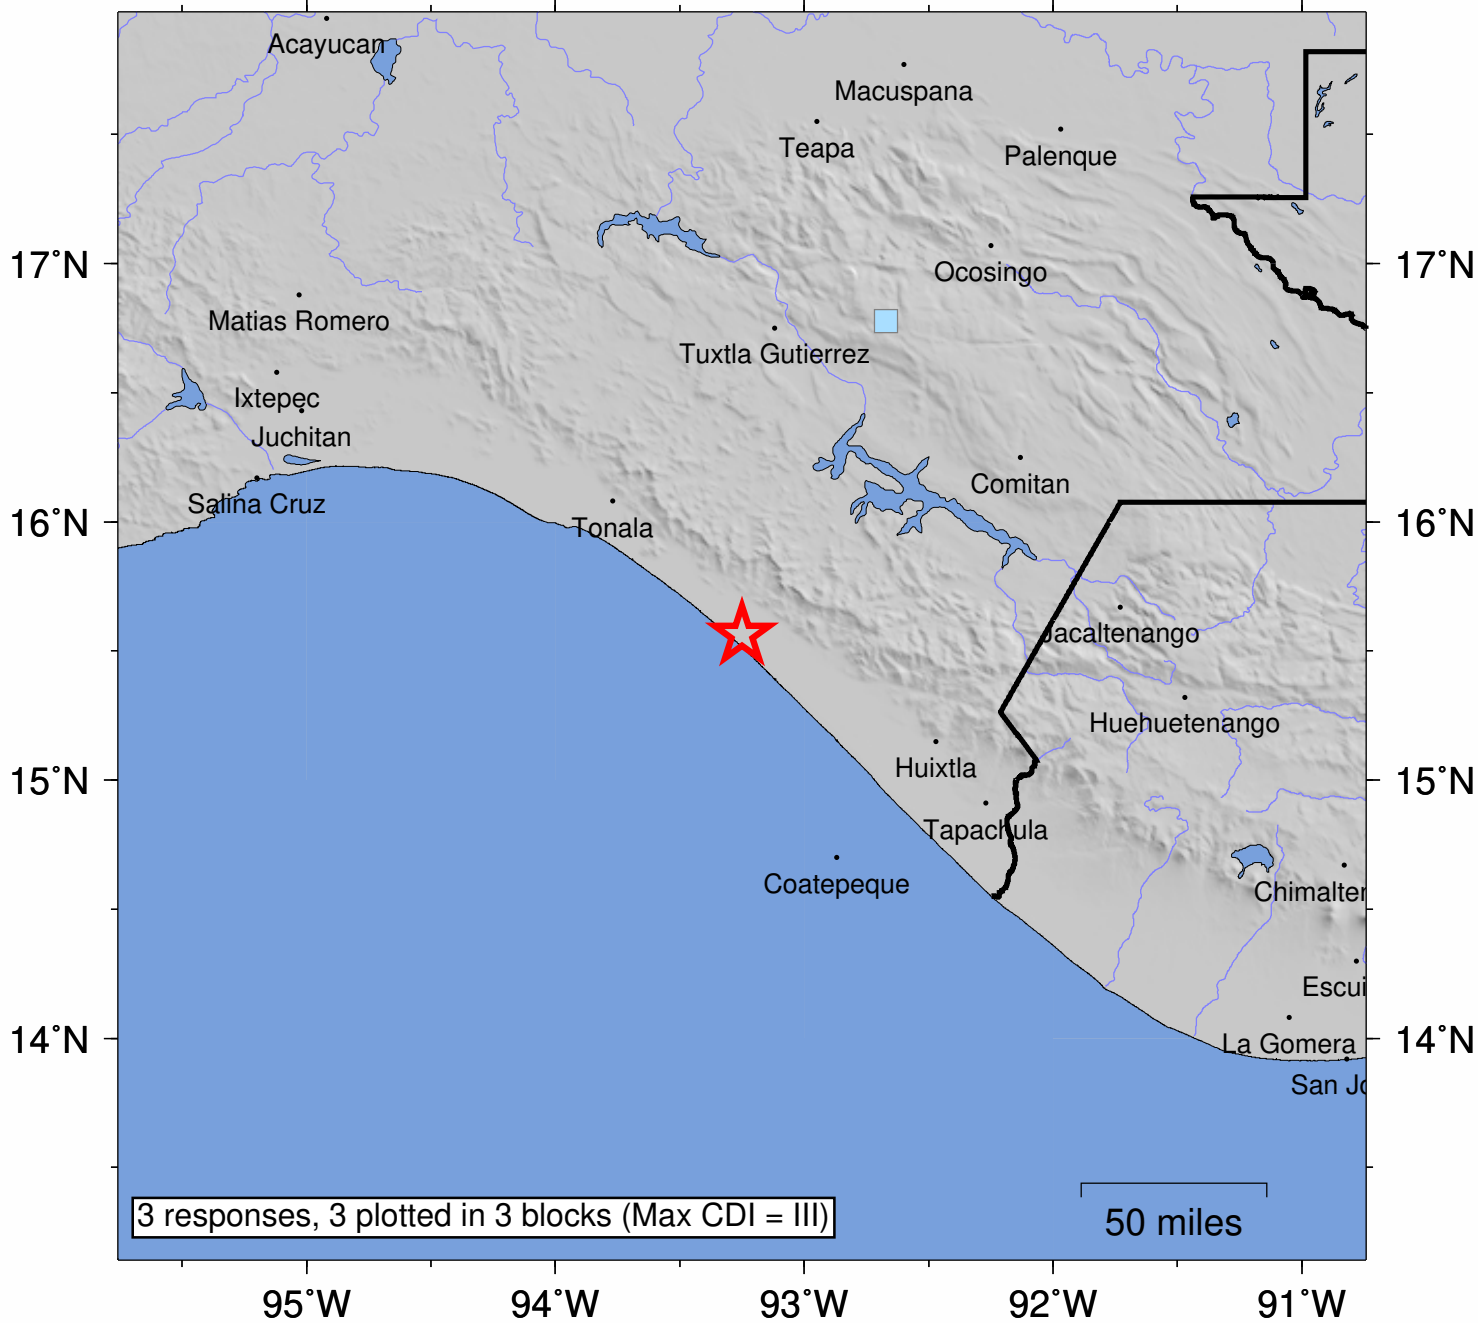 Acayucan
Macuspana
Teapa
Palenque
17°N
17°N
Ocosingo
Matias Romero
Tuxtla Gutierrez
Ixtepec
Juchitan
Comitan
Salina Cruz
16°N
Tonala
16°N
Jacaltenango
Huehuetenango
15°N
Huixtla
15°N
Tapachula
Coatepeque
Chimalter
Escui
14°N
La Gomera
14°N
San Jo
3 responses, 3 plotted in 3 blocks (Max CDI = III)
50 miles
95°W
94°W
93°W
92°W
91°W